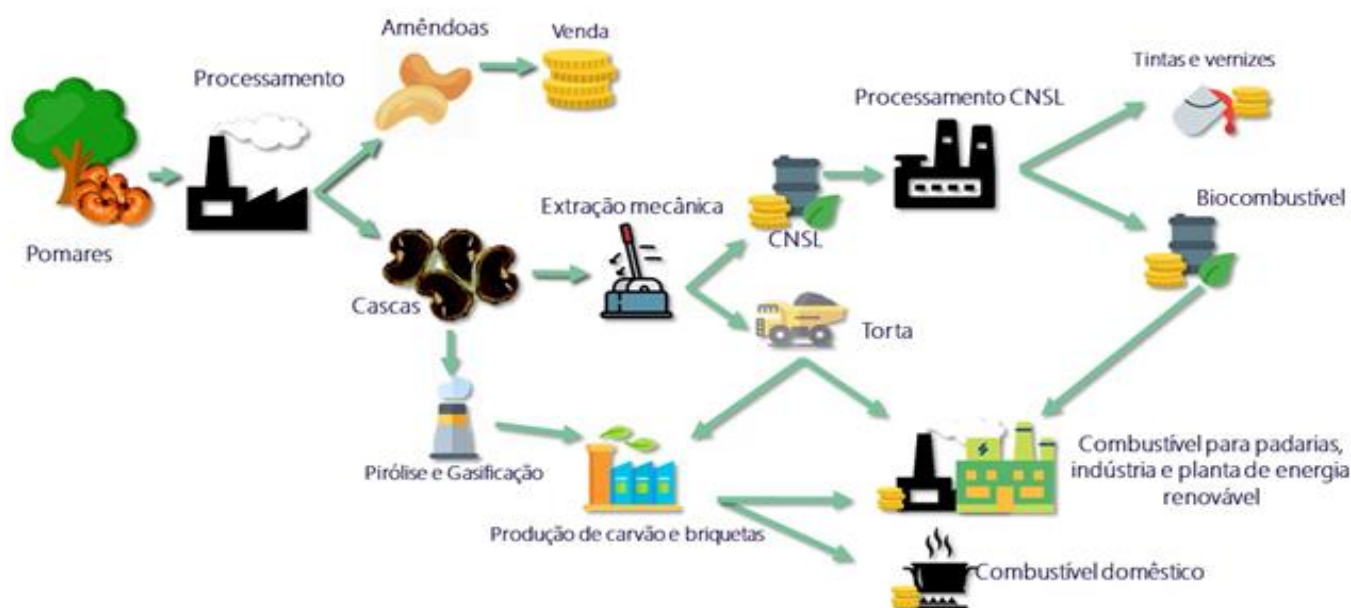 Amêndoas
Venda
Processamento
Tintas e vernizes
Processamento CNSL
Pomares
Extração mecânica
CNSL
Biocombustível
Cascas
Torta
Pirólise e Gasificação
Produção de carvão e briquetas
Combustível para padarias,
indústria e planta de energia
renovável
Combustível doméstico